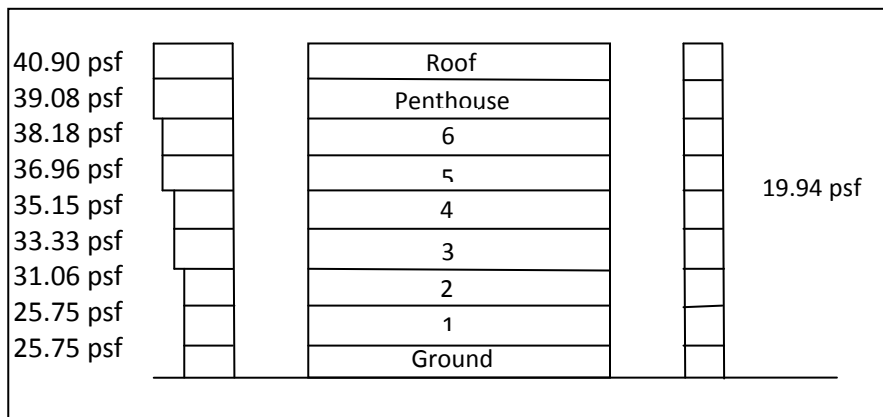 40.90 psf
39.08 psf
38.18 psf
36.96 psf
35.15 psf
33.33 psf
31.06 psf
25.75 psf
25.75 psf
Roof
Penthouse
6
5
4
3
2
1
Ground
19.94 psf